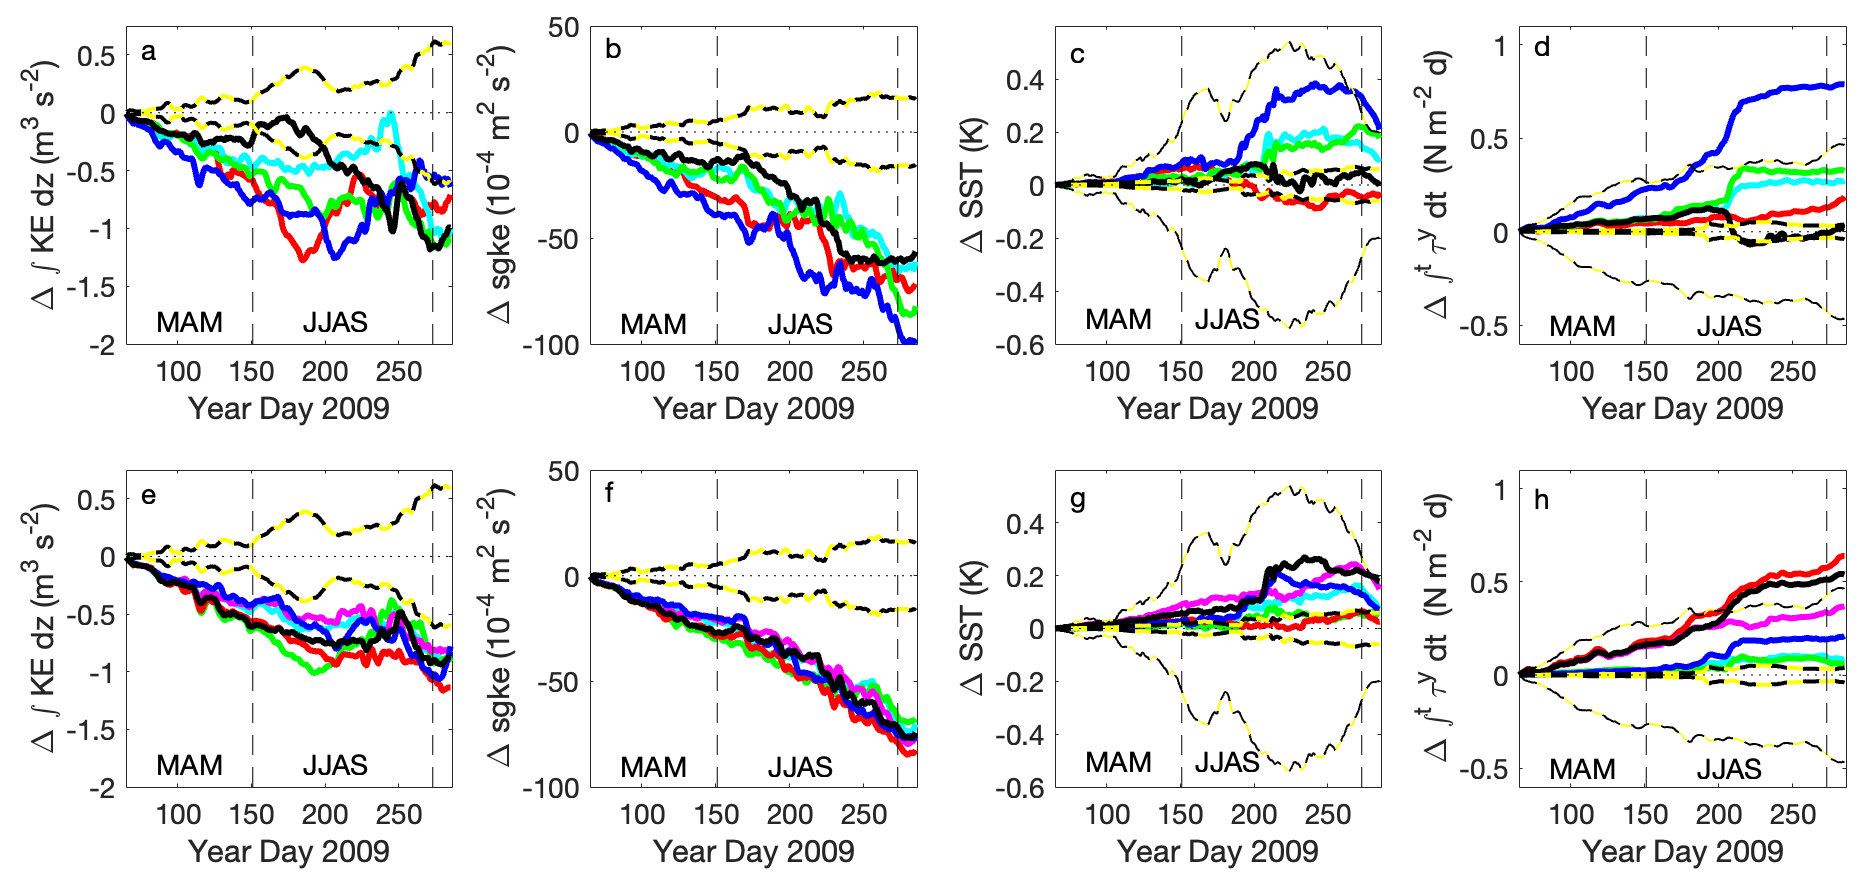 a
Δ ∫ KE dz (m³ s⁻²)
0.5
0
-0.5
-1
-1.5
-2
MAM
JJAS
100
150
200
250
Year Day 2009
b
Δ sgke (10⁻⁴ m² s⁻²)
50
0
-50
-100
MAM
JJAS
100
150
200
250
Year Day 2009
c
Δ SST (K)
0.4
0.2
0
-0.2
-0.4
-0.6
MAM
JJAS
100
150
200
250
Year Day 2009
d
Δ ∫ᵗ τʸ dt (N m⁻² d)
1
0.5
0
-0.5
MAM
JJAS
100
150
200
250
Year Day 2009
e
Δ ∫ KE dz (m³ s⁻²)
0.5
0
-0.5
-1
-1.5
-2
MAM
JJAS
100
150
200
250
Year Day 2009
f
Δ sgke (10⁻⁴ m² s⁻²)
50
0
-50
-100
MAM
JJAS
100
150
200
250
Year Day 2009
g
Δ SST (K)
0.4
0.2
0
-0.2
-0.4
-0.6
MAM
JJAS
100
150
200
250
Year Day 2009
h
Δ ∫ᵗ τʸ dt (N m⁻² d)
1
0.5
0
-0.5
MAM
JJAS
100
150
200
250
Year Day 2009